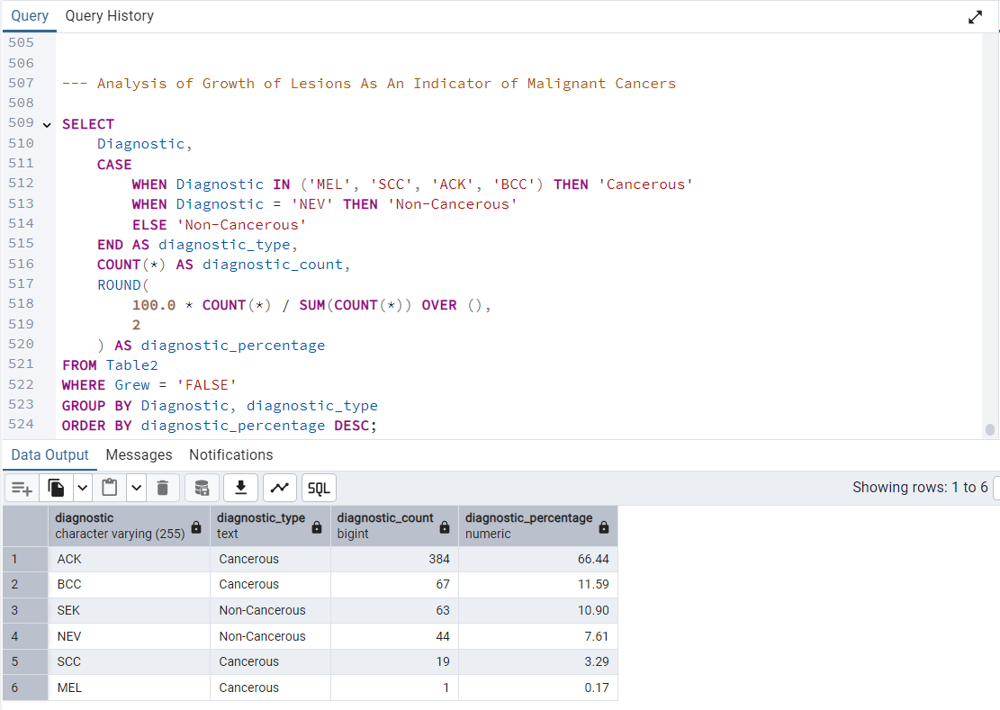 Query Query History
505
506
507 --- Analysis of Growth of Lesions As An Indicator of Malignant Cancers
508
509 SELECT
510 Diagnostic,
511 CASE
512 WHEN Diagnostic IN ('MEL', 'SCC', 'ACK', 'BCC') THEN 'Cancerous'
513 WHEN Diagnostic = 'NEV' THEN 'Non-Cancerous'
514 ELSE 'Non-Cancerous'
515 END AS diagnostic_type,
516 COUNT(*) AS diagnostic_count,
517 ROUND(
518 100.0 * COUNT(*) / SUM(COUNT(*)) OVER (),
519 2
520 ) AS diagnostic_percentage
521 FROM Table2
522 WHERE Grew = 'FALSE'
523 GROUP BY Diagnostic, diagnostic_type
524 ORDER BY diagnostic_percentage DESC;
Data Output Messages Notifications
SQL Showing rows: 1 to 6
diagnostic diagnostic_type diagnostic_count diagnostic_percentage
character varying (255) text bigint numeric
1 ACK Cancerous 384 66.44
2 BCC Cancerous 67 11.59
3 SEK Non-Cancerous 63 10.90
4 NEV Non-Cancerous 44 7.61
5 SCC Cancerous 19 3.29
6 MEL Cancerous 1 0.17